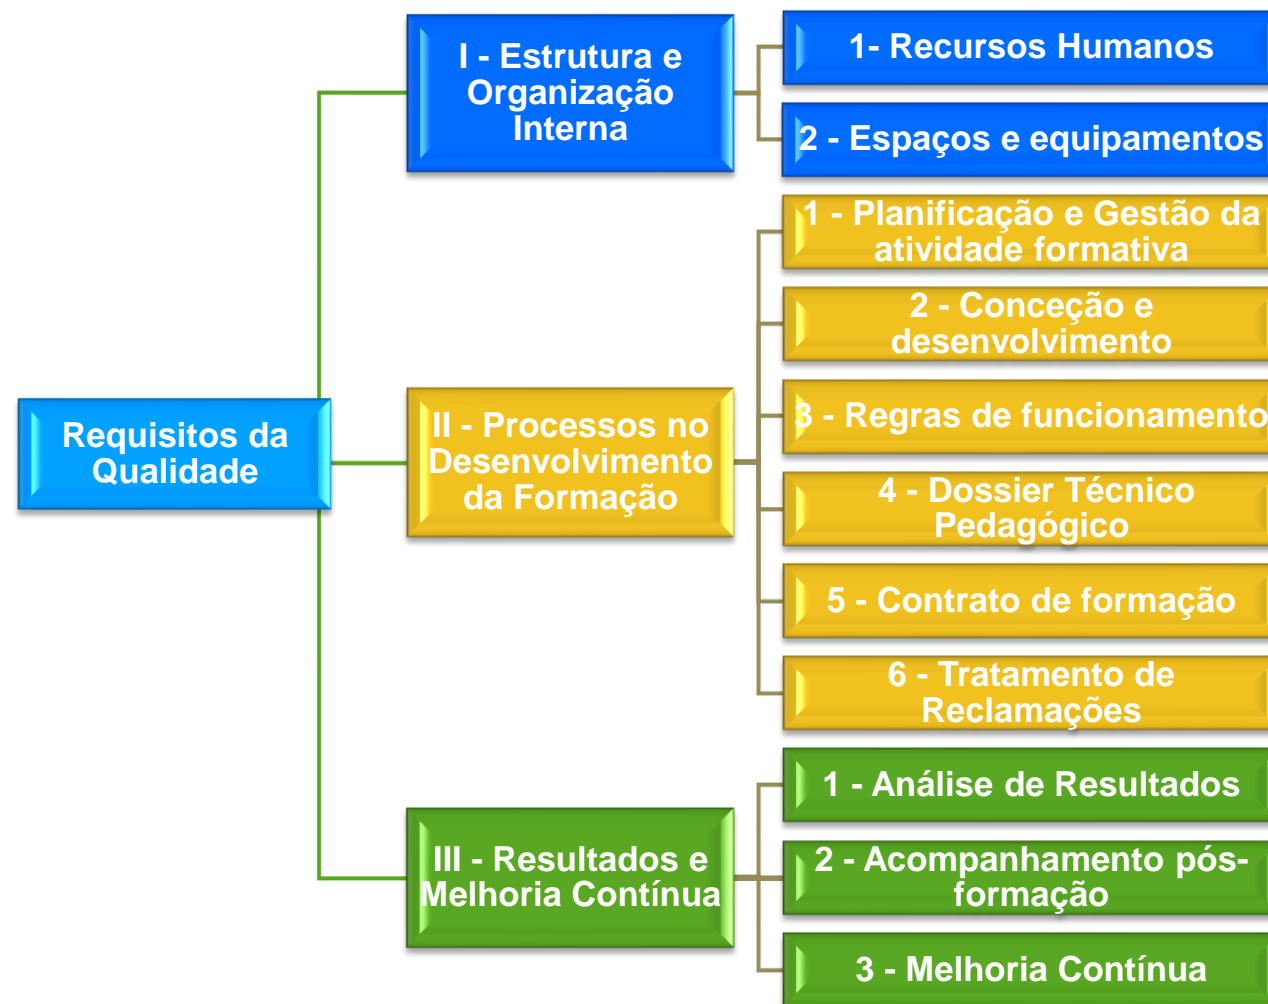 I - Estrutura e
Organização
Interna
1- Recursos Humanos
2 - Espaços e equipamentos
1 - Planificação e Gestão da
atividade formativa
2 - Conceção e
desenvolvimento
3 - Regras de funcionamento
Requisitos da
Qualidade
II - Processos no
Desenvolvimento
da Formação
4 - Dossier Técnico
Pedagógico
5 - Contrato de formação
6 - Tratamento de
Reclamações
III - Resultados e
Melhoria Contínua
1 - Análise de Resultados
2 - Acompanhamento pós-
formação
3 - Melhoria Contínua